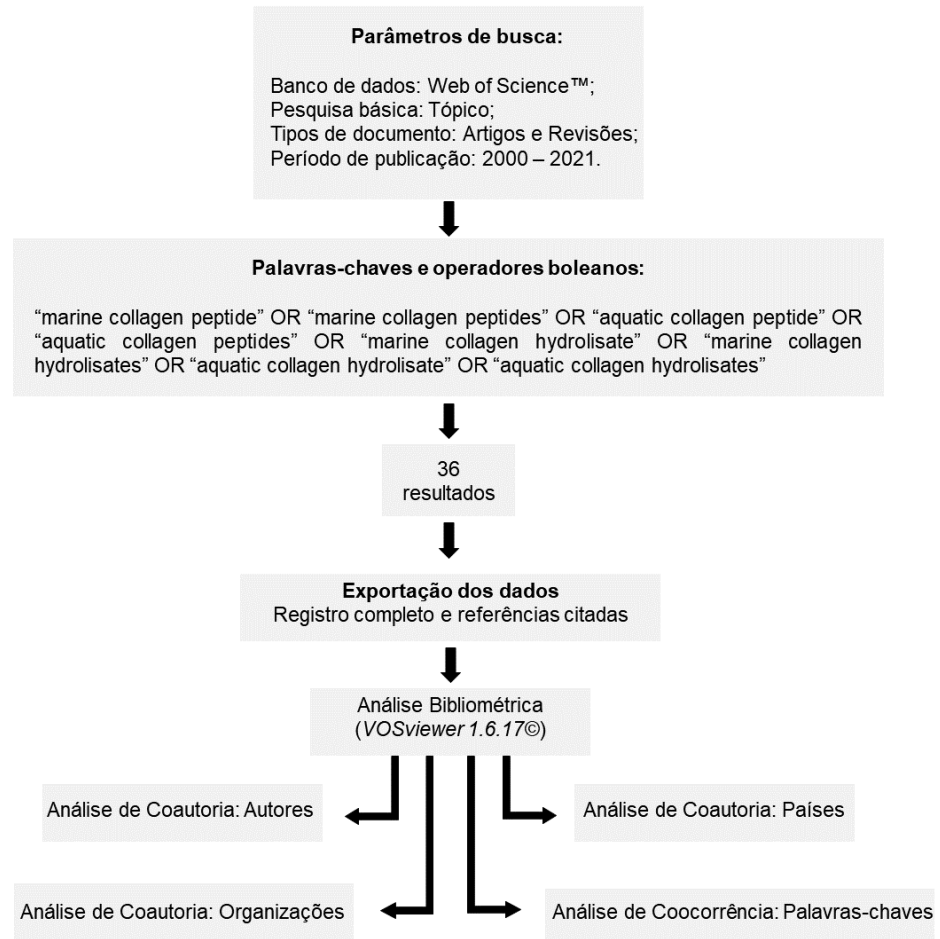 Parâmetros de busca:
Banco de dados: Web of Science™;
Pesquisa básica: Tópico;
Tipos de documento: Artigos e Revisões;
Período de publicação: 2000 – 2021.
Palavras-chaves e operadores boleanos:
“marine collagen peptide” OR “marine collagen peptides” OR “aquatic collagen peptide” OR
“aquatic collagen peptides” OR “marine collagen hydrolisate” OR “marine collagen
hydrolisates” OR “aquatic collagen hydrolisate” OR “aquatic collagen hydrolisates”
36
resultados
Exportação dos dados
Registro completo e referências citadas
Análise Bibliométrica
(VOSviewer 1.6.17©)
Análise de Coautoria: Autores
Análise de Coautoria: Países
Análise de Coautoria: Organizações
Análise de Coocorrência: Palavras-chaves